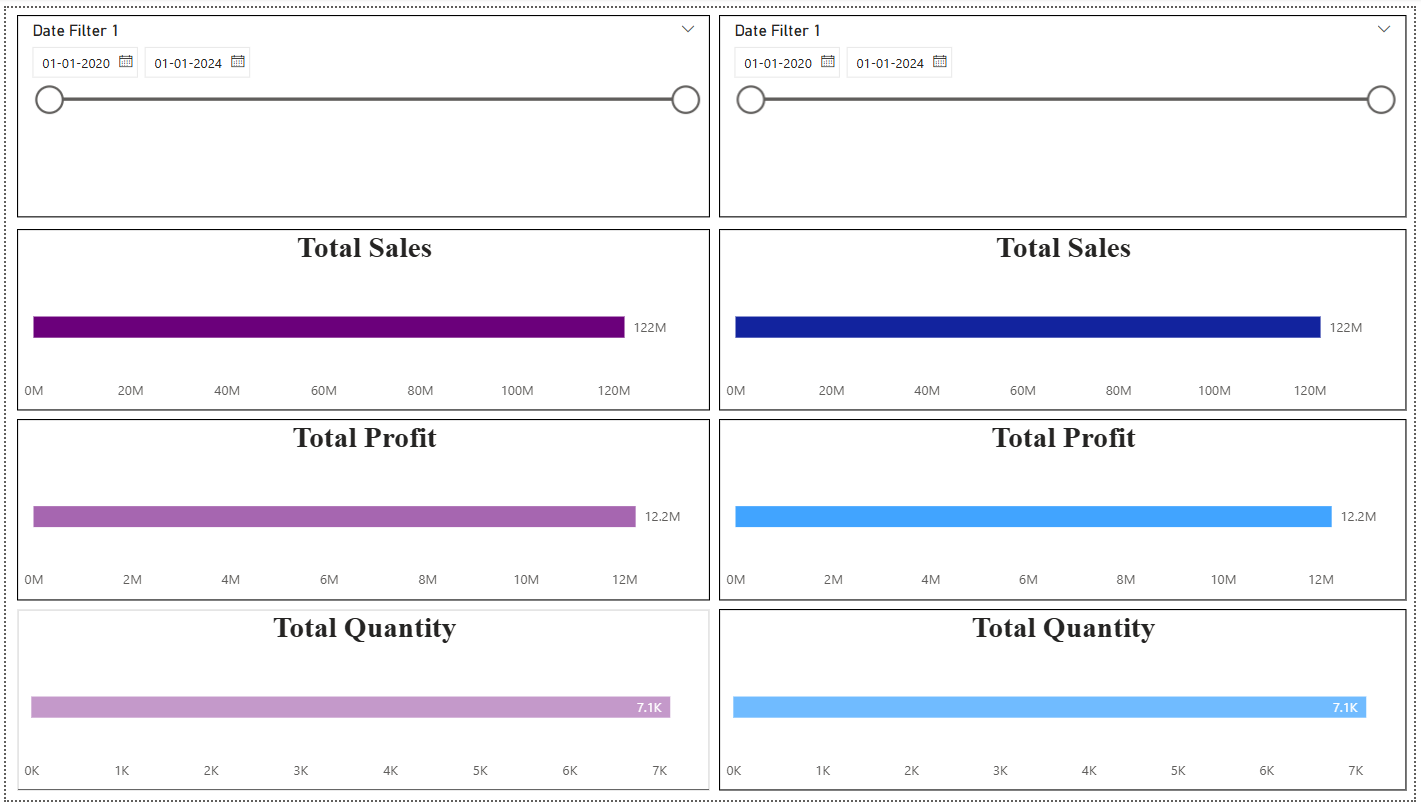 Date Filter 1
01-01-2020 01-01-2024
Date Filter 1
01-01-2020 01-01-2024
Total Sales
122M
0M 20M 40M 60M 80M 100M 120M
Total Sales
122M
0M 20M 40M 60M 80M 100M 120M
Total Profit
12.2M
0M 2M 4M 6M 8M 10M 12M
Total Profit
12.2M
0M 2M 4M 6M 8M 10M 12M
Total Quantity
7.1K
0K 1K 2K 3K 4K 5K 6K 7K
Total Quantity
7.1K
0K 1K 2K 3K 4K 5K 6K 7K